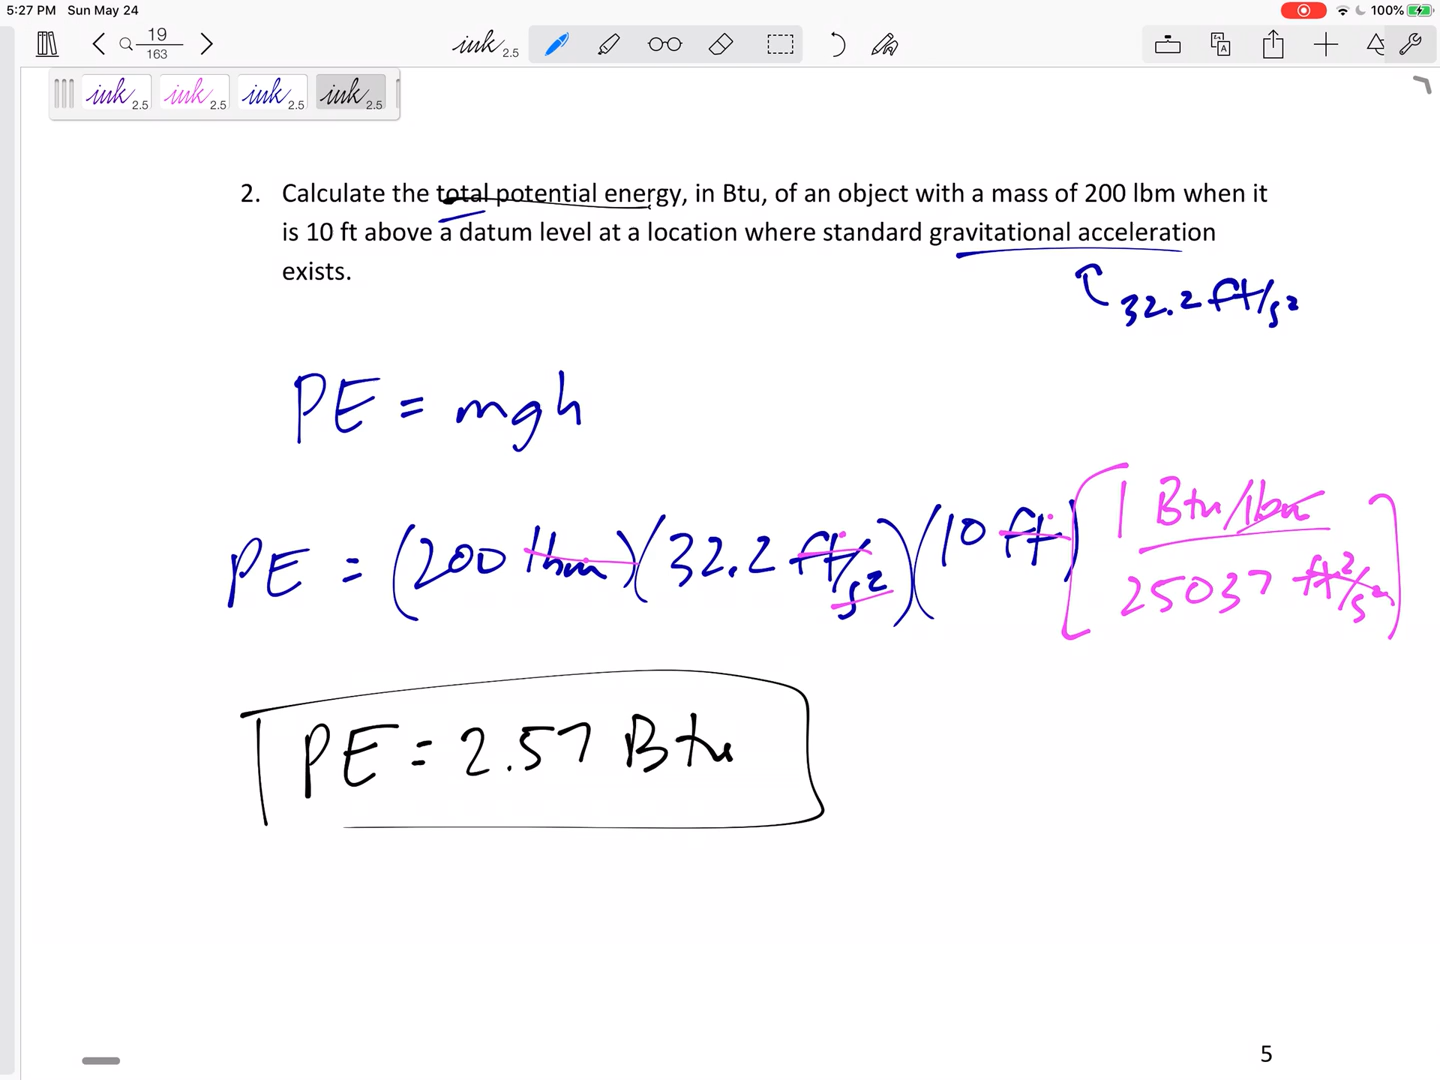 5:27 PM Sun May 24
100%
19
163
ink 2.5
ink 2.5 ink 2.5 ink 2.5 ink 2.5
2. Calculate the total potential energy, in Btu, of an object with a mass of 200 lbm when it
is 10 ft above a datum level at a location where standard gravitational acceleration
exists.
32.2 ft/s²
PE = mgh
PE = (200 lbm)(32.2 ft/s²)(10 ft)[1 Btu/lbm
25037 ft²/s²]
PE = 2.57 Btu
5